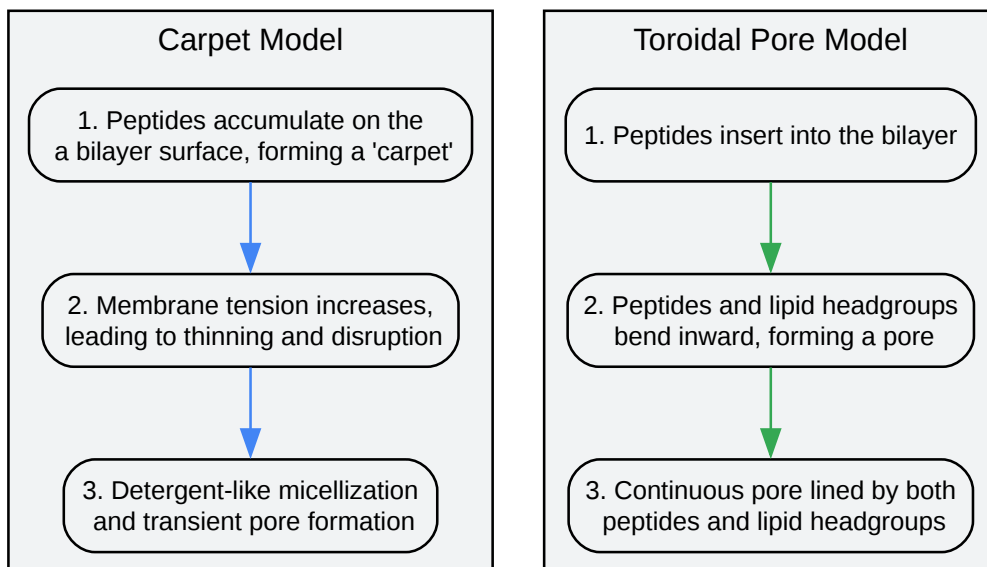 Carpet Model
1. Peptides accumulate on the
a bilayer surface, forming a 'carpet'
2. Membrane tension increases,
leading to thinning and disruption
3. Detergent-like micellization
and transient pore formation
Toroidal Pore Model
1. Peptides insert into the bilayer
2. Peptides and lipid headgroups
bend inward, forming a pore
3. Continuous pore lined by both
peptides and lipid headgroups